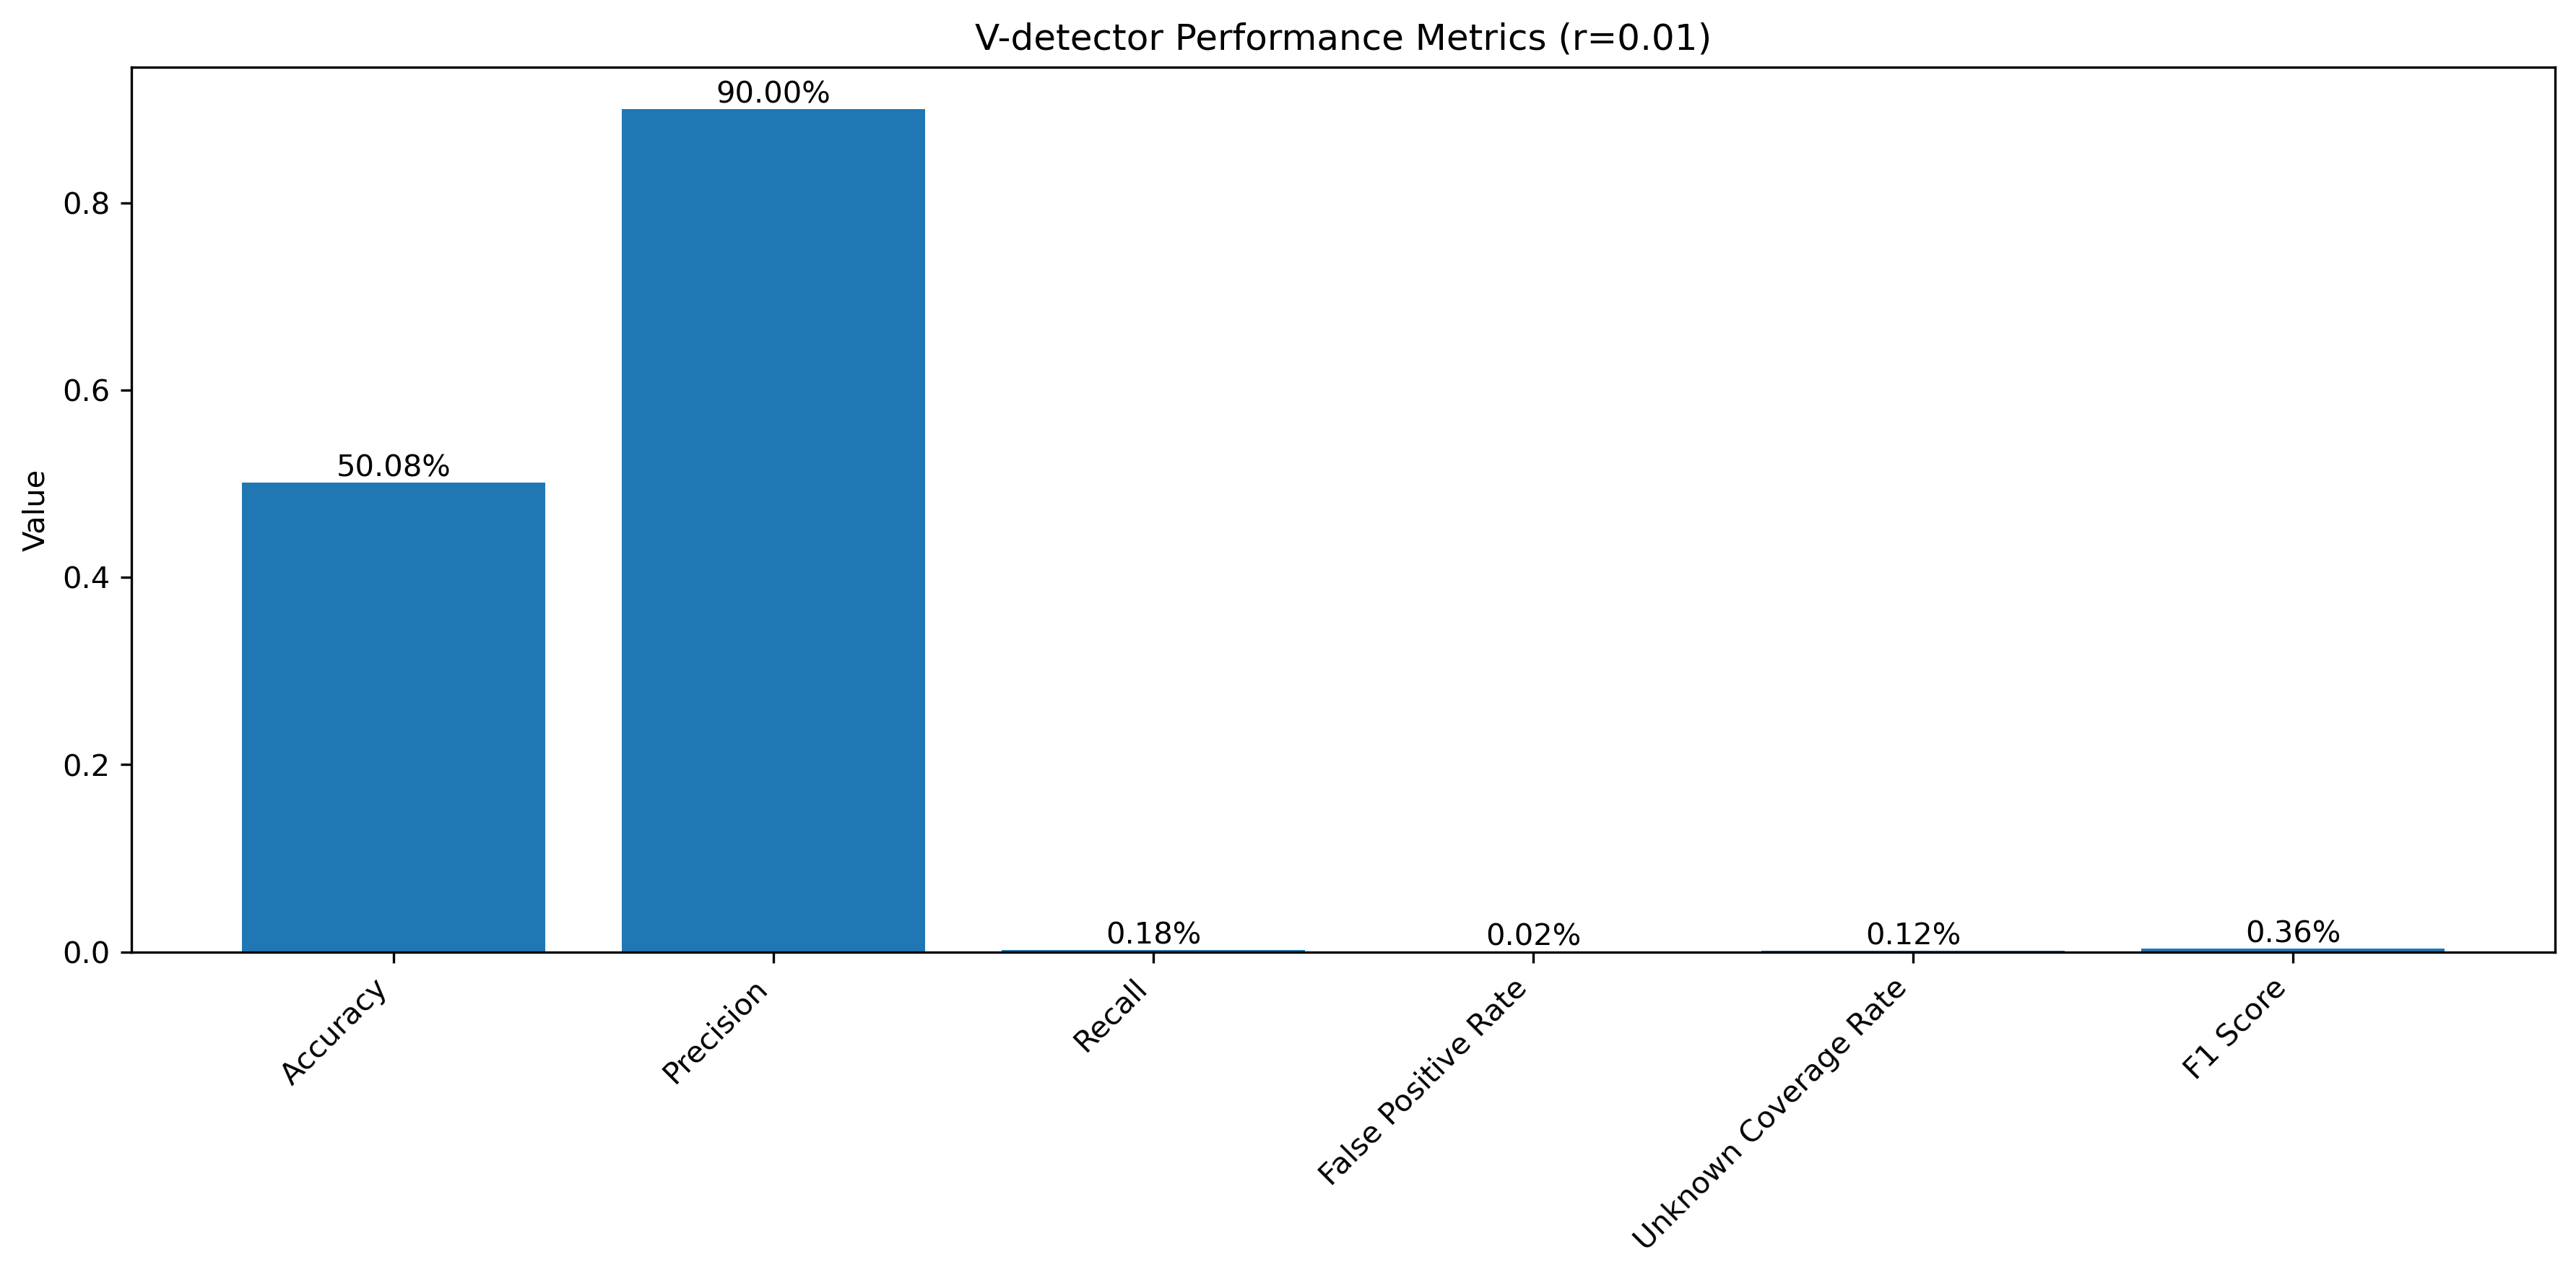 V-detector Performance Metrics (r=0.01)
Value
0.8
0.6
0.4
0.2
0.0
50.08%
90.00%
0.18%
0.02%
0.12%
0.36%
Accuracy
Precision
Recall
False Positive Rate
Unknown Coverage Rate
F1 Score